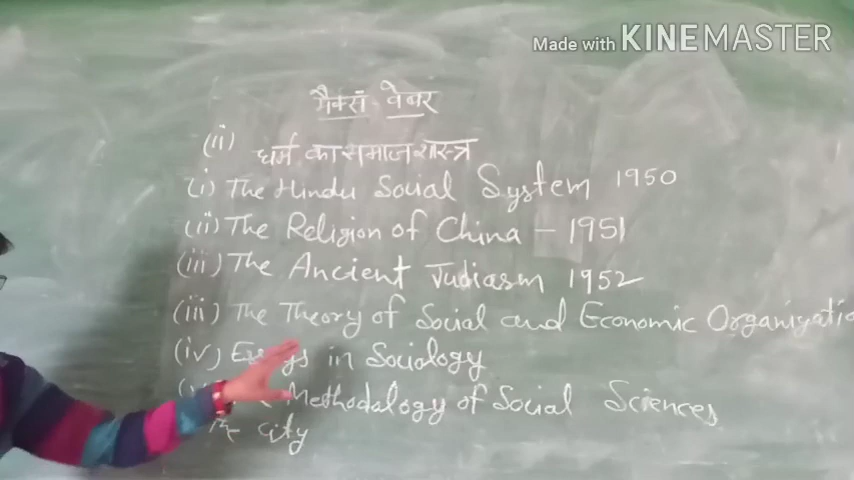 Made with KINEMASTER
मैक्स वेबर
(ii) धर्म का समाजशास्त्र
(i) The Hindu Social System 1950
(ii) The Religion of China - 1951
(iii) The Ancient Judiasm 1952
(iii) The Theory of Social and Economic Organizatio
(iv) Essays in Sociology
Methodology of Social Sciences
The City